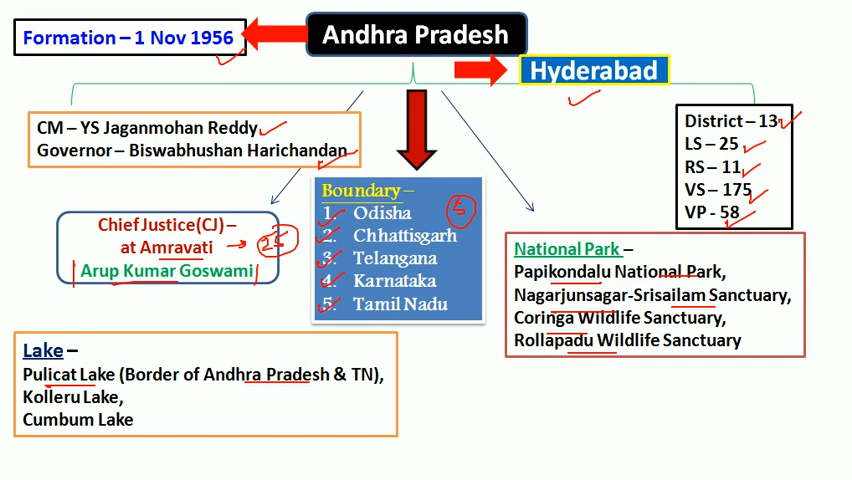 Formation – 1 Nov 1956
Andhra Pradesh
Hyderabad
CM – YS Jaganmohan Reddy
Governor – Biswabhushan Harichandan
District – 13
LS – 25
RS – 11
VS – 175
VP - 58
Chief Justice(CJ) –
at Amravati
25
Arup Kumar Goswami
Boundary –
1. Odisha
5
2. Chhattisgarh
3. Telangana
4. Karnataka
5. Tamil Nadu
National Park –
Papikondalu National Park,
Nagarjunsagar-Srisailam Sanctuary,
Coringa Wildlife Sanctuary,
Rollapadu Wildlife Sanctuary
Lake –
Pulicat Lake (Border of Andhra Pradesh & TN),
Kolleru Lake,
Cumbum Lake